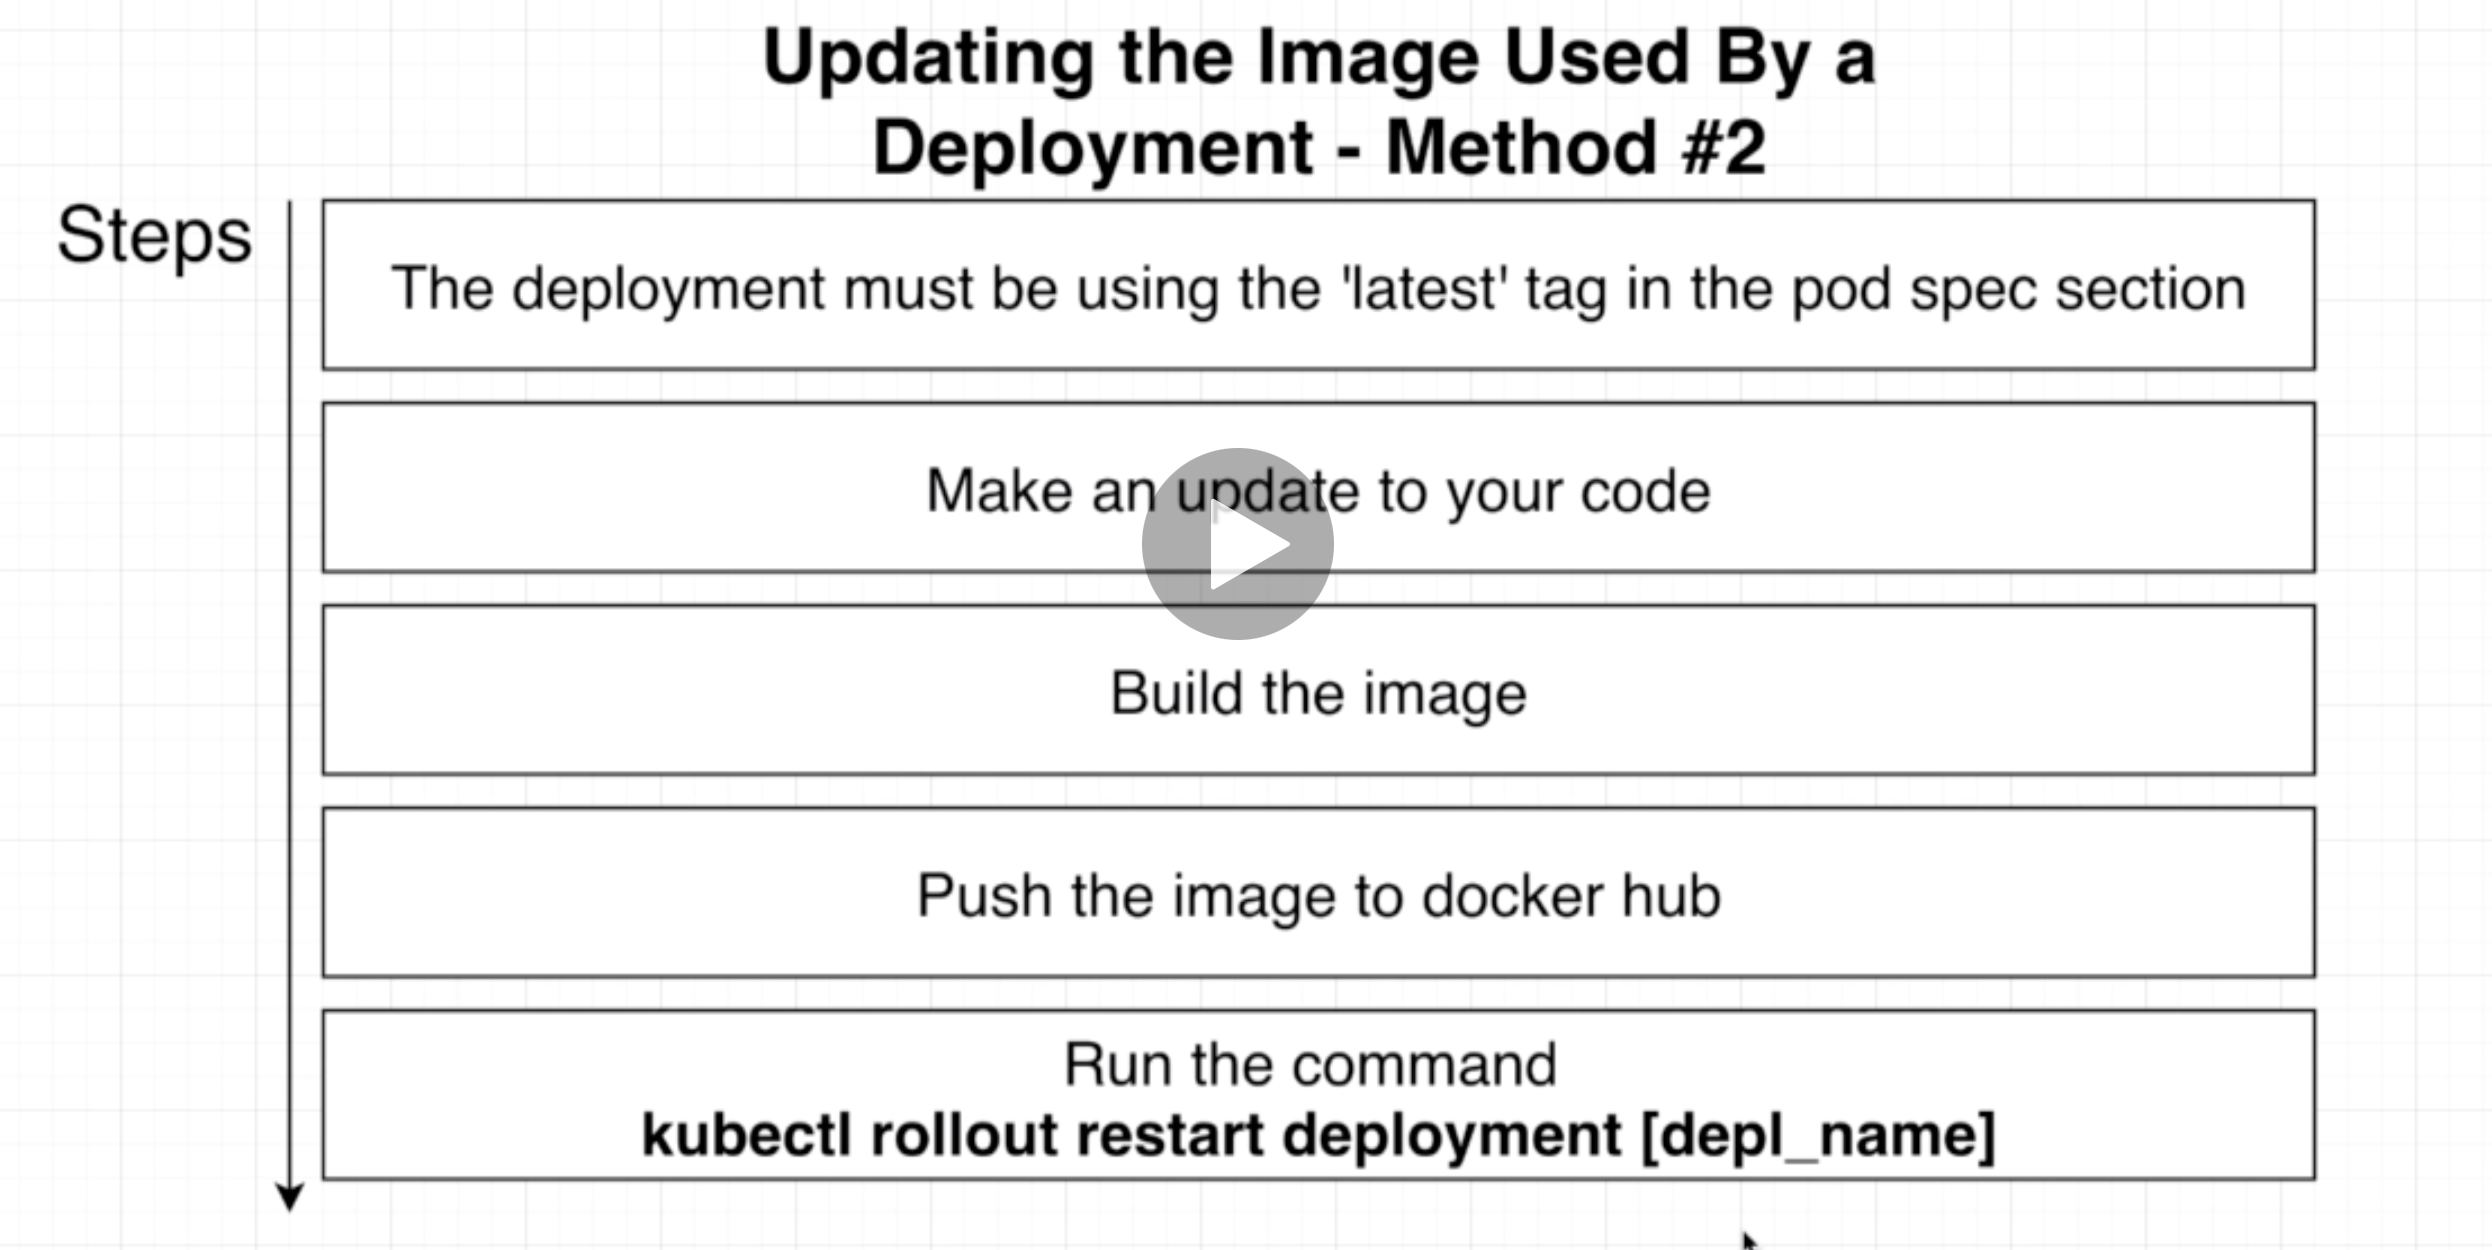 Updating the Image Used By a
Deployment - Method #2
Steps
The deployment must be using the 'latest' tag in the pod spec section
Make an update to your code
Build the image
Push the image to docker hub
Run the command
kubectl rollout restart deployment [depl_name]